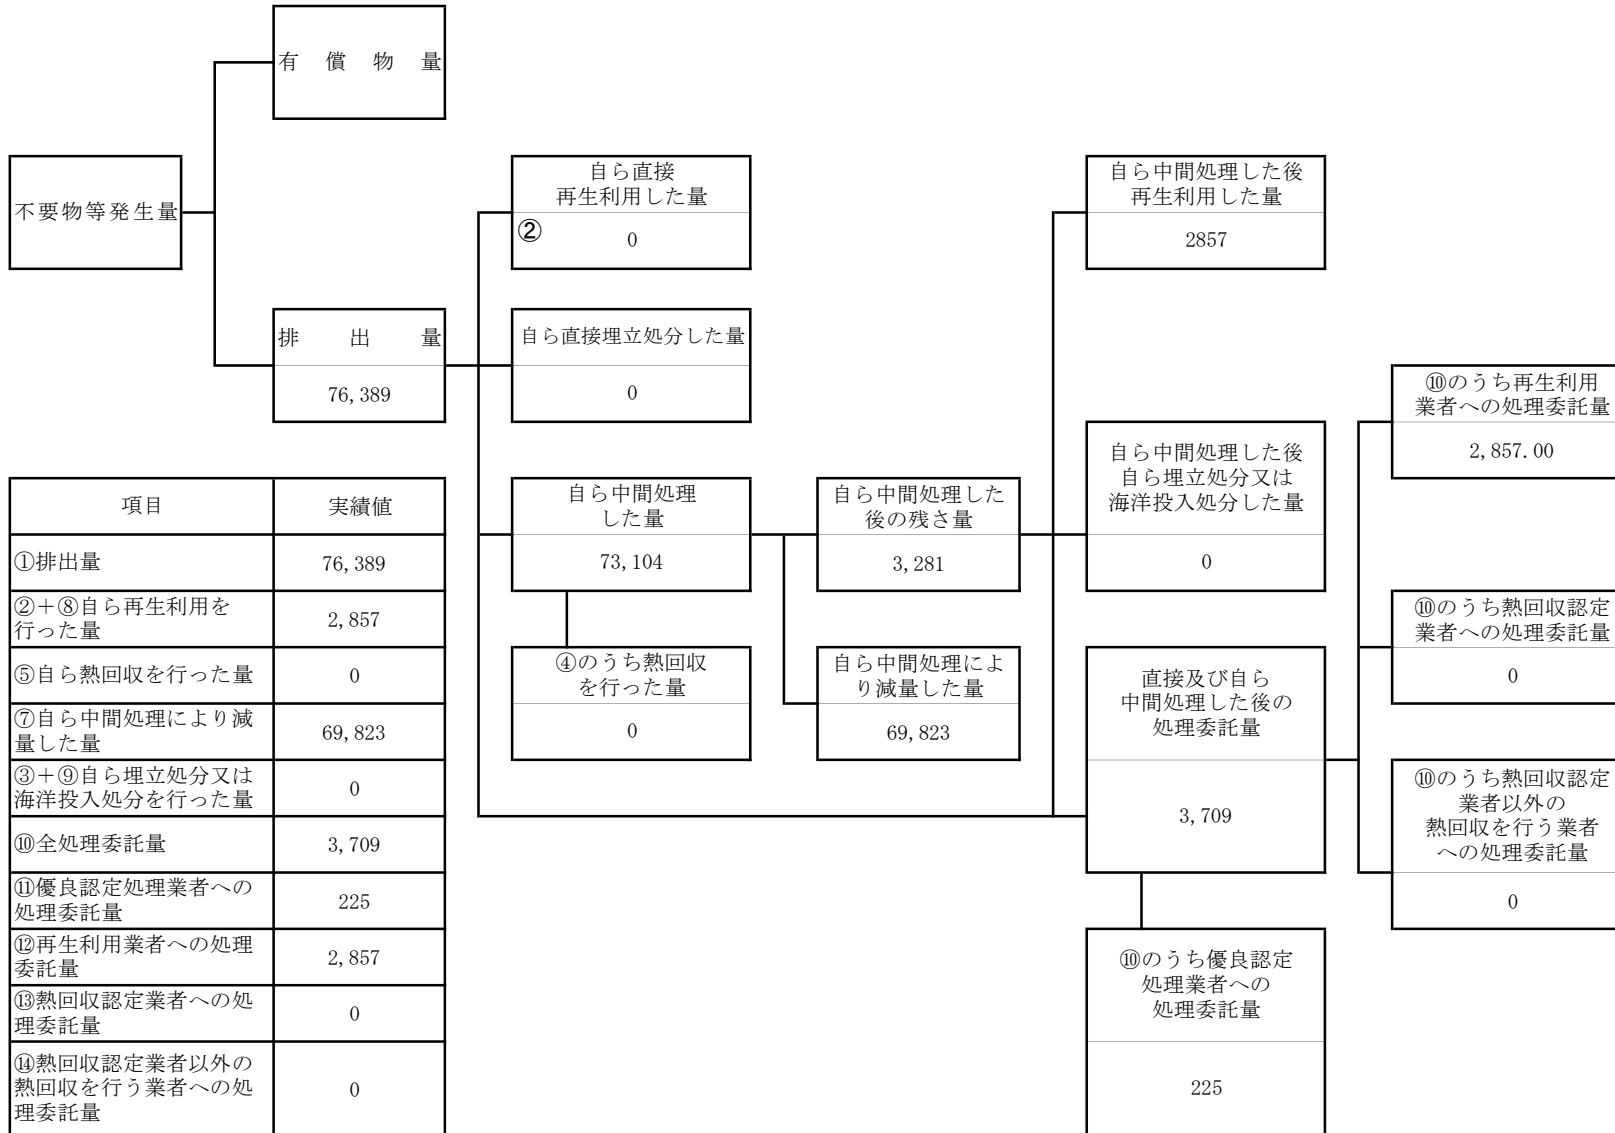 有償物量
不要物等発生量
排出量
76,389
自ら直接
再生利用した量
②
0
自ら直接埋立処分した量
0
自ら中間処理
した量
73,104
④のうち熱回収
を行った量
0
自ら中間処理した
後の残さ量
3,281
自ら中間処理によ
り減量した量
69,823
自ら中間処理した後
再生利用した量
2857
自ら中間処理した後
自ら埋立処分又は
海洋投入処分した量
0
直接及び自ら
中間処理した後の
処理委託量
3,709
⑩のうち優良認定
処理業者への
処理委託量
225
⑩のうち再生利用
業者への処理委託量
2,857.00
⑩のうち熱回収認定
業者への処理委託量
0
⑩のうち熱回収認定
業者以外の
熱回収を行う業者
への処理委託量
0
項目 実績値
①排出量 76,389
②+⑧自ら再生利用を
行った量 2,857
⑤自ら熱回収を行った量 0
⑦自ら中間処理により減
量した量 69,823
③+⑨自ら埋立処分又は
海洋投入処分を行った量 0
⑩全処理委託量 3,709
⑪優良認定処理業者への
処理委託量 225
⑫再生利用業者への処理
委託量 2,857
⑬熱回収認定業者への処
理委託量 0
⑭熱回収認定業者以外の
熱回収を行う業者への処
理委託量 0